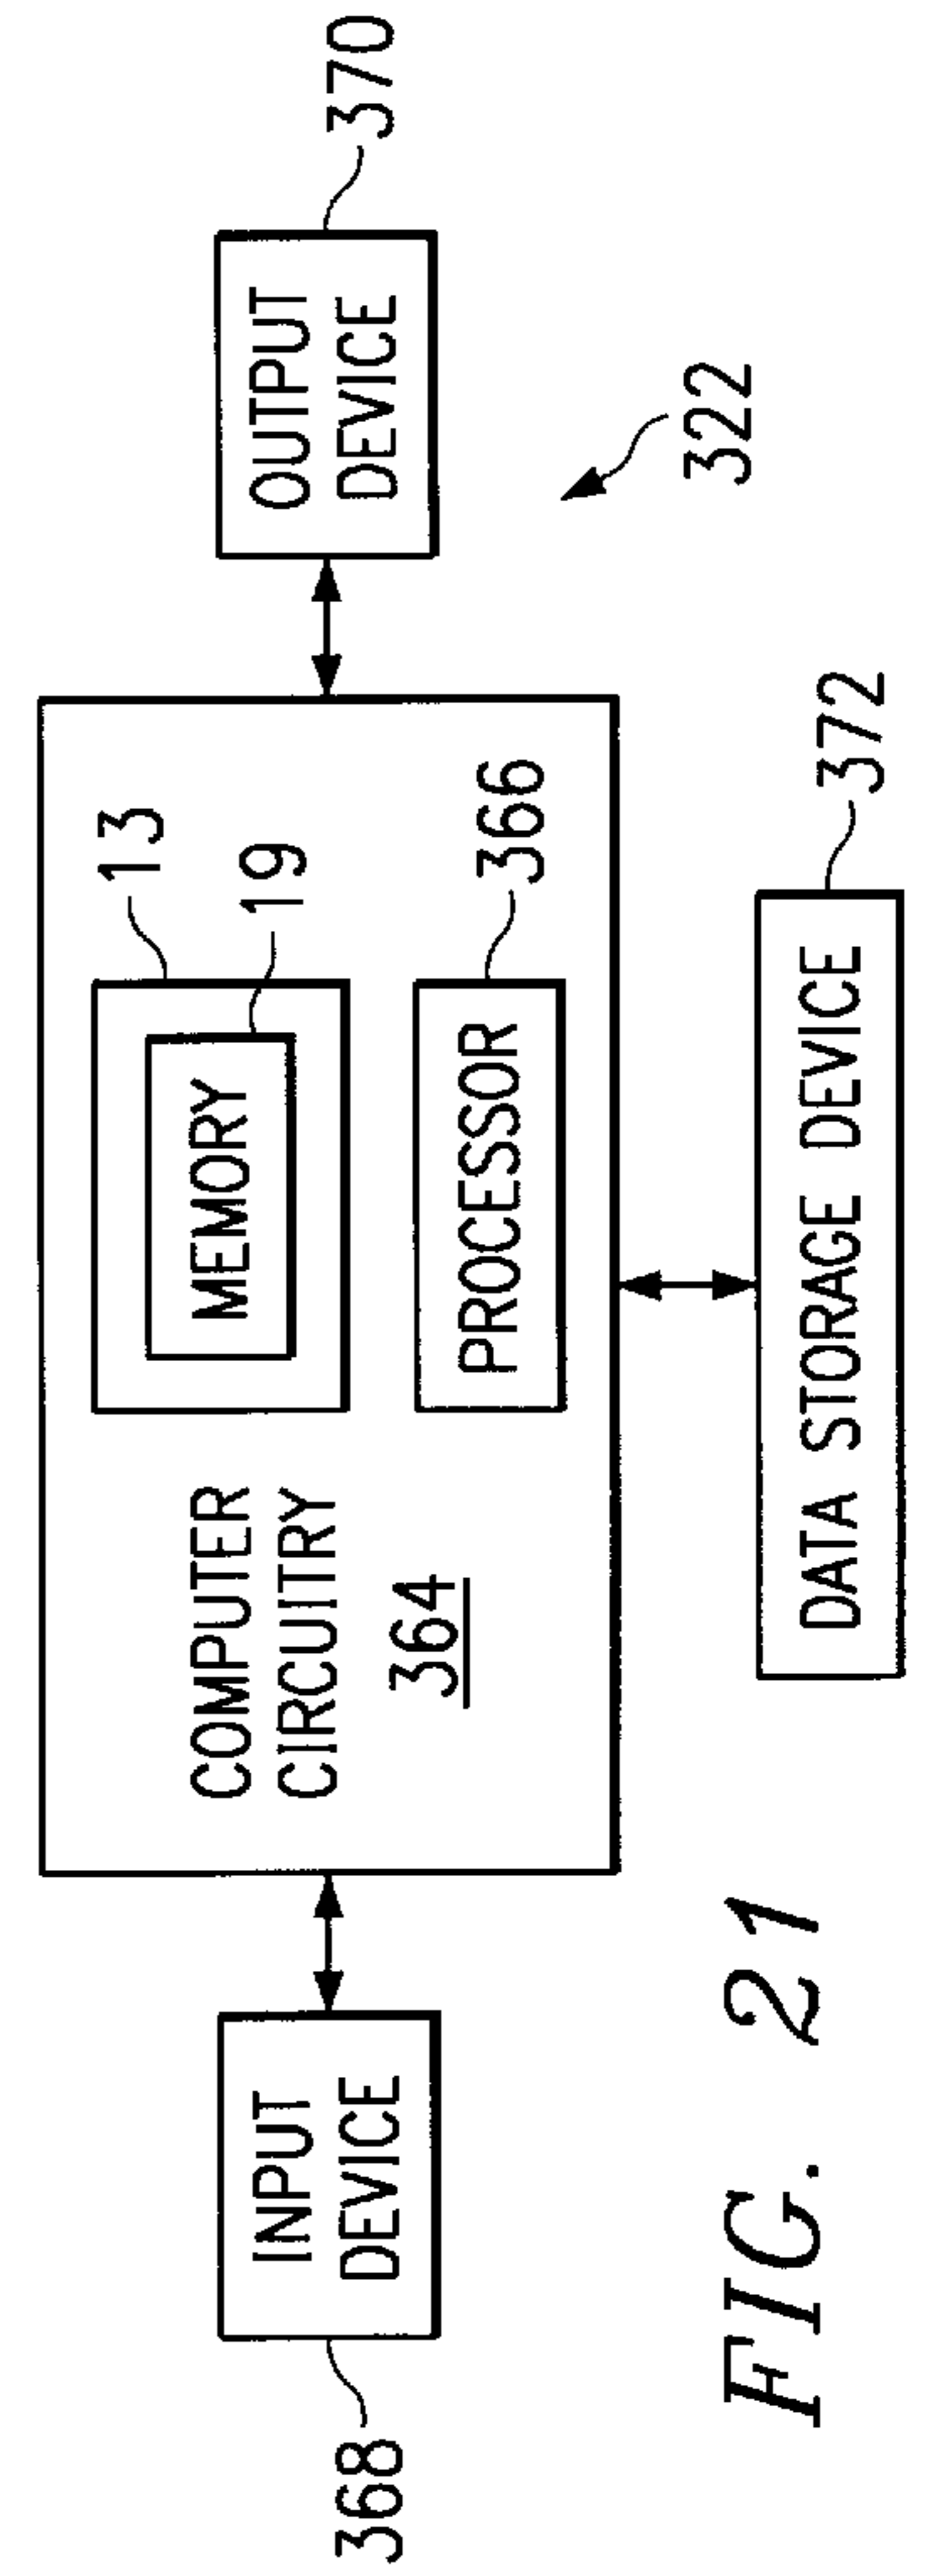 13
19
MEMORY
COMPUTER
CIRCUITRY
364
PROCESSOR
366
INPUT
DEVICE
368
OUTPUT
DEVICE
370
322
DATA STORAGE DEVICE
372
FIG. 21